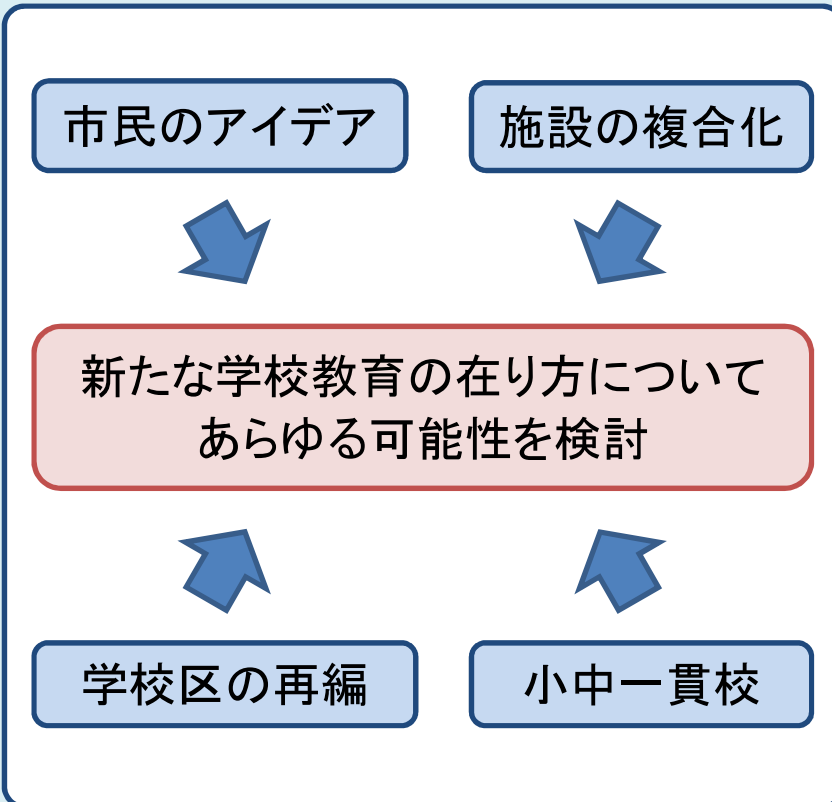 市民のアイデア
施設の複合化
新たな学校教育の在り方について
あらゆる可能性を検討
学校区の再編
小中一貫校